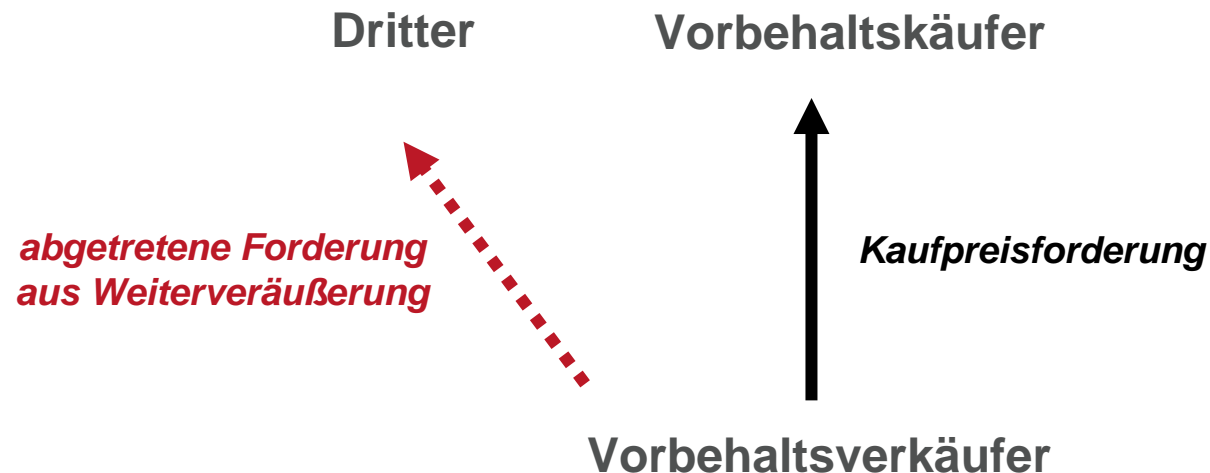 Dritter
Vorbehaltskäufer
abgetretene Forderung
aus Weiterveräußerung
Kaufpreisforderung
Vorbehaltsverkäufer